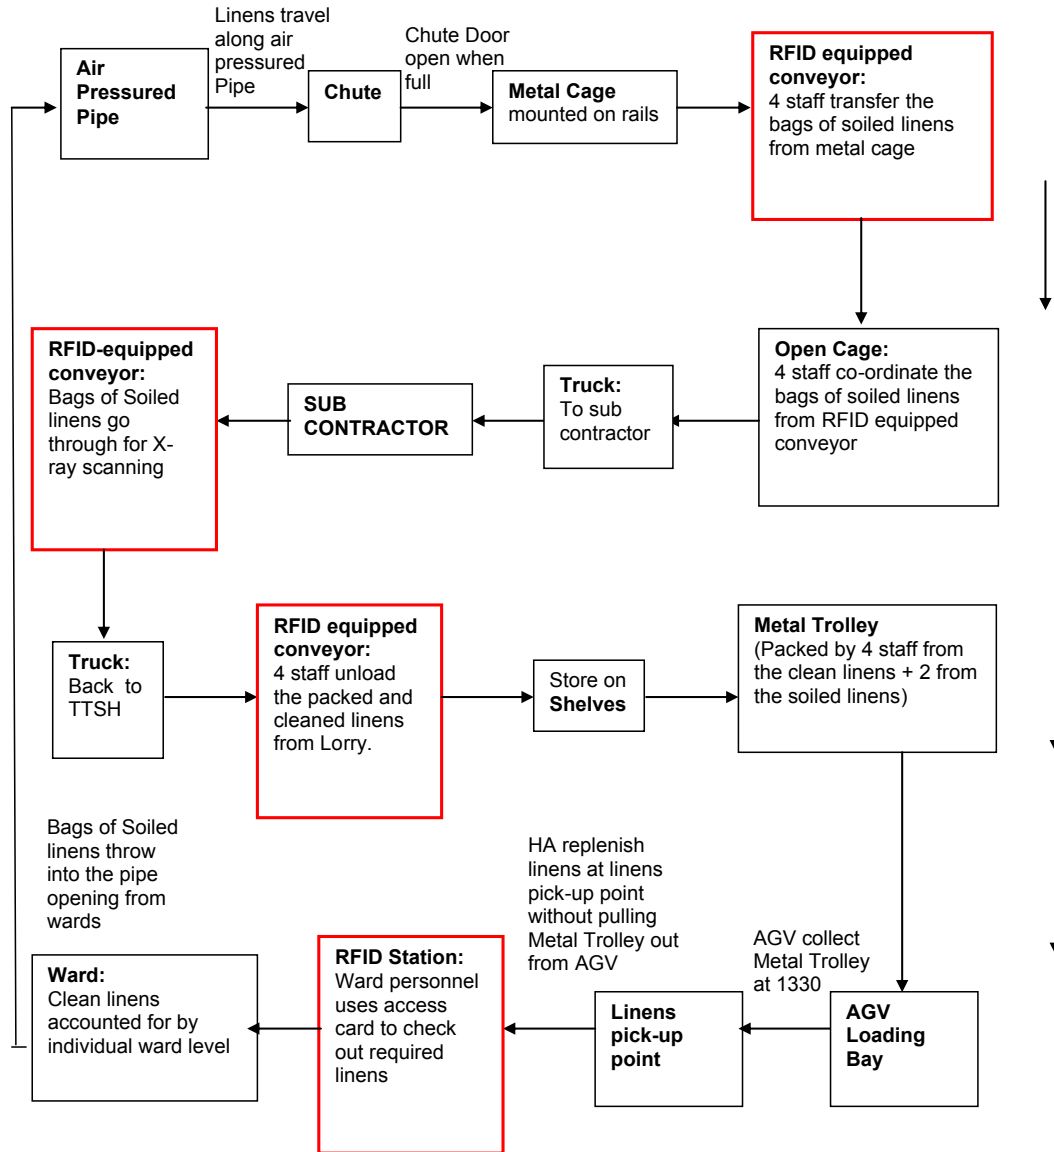 Linens travel
along air
pressured
Pipe
Chute Door
open when
full
Air
Pressured
Pipe
Chute
Metal Cage
mounted on rails
RFID equipped
conveyor:
4 staff transfer the
bags of soiled linens
from metal cage
RFID-equipped
conveyor:
Bags of Soiled
linens go
through for X-
ray scanning
SUB
CONTRACTOR
Truck:
To sub
contractor
Open Cage:
4 staff co-ordinate the
bags of soiled linens
from RFID equipped
conveyor
Truck:
Back to
TTSH
RFID equipped
conveyor:
4 staff unload
the packed and
cleaned linens
from Lorry.
Store on
Shelves
Metal Trolley
(Packed by 4 staff from
the clean linens + 2 from
the soiled linens)
Bags of Soiled
linens throw
into the pipe
opening from
wards
HA replenish
linens at linens
pick-up point
without pulling
Metal Trolley out
from AGV
AGV collect
Metal Trolley
at 1330
Ward:
Clean linens
accounted for by
individual ward level
RFID Station:
Ward personnel
uses access
card to check
out required
linens
Linens
pick-up
point
AGV
Loading
Bay